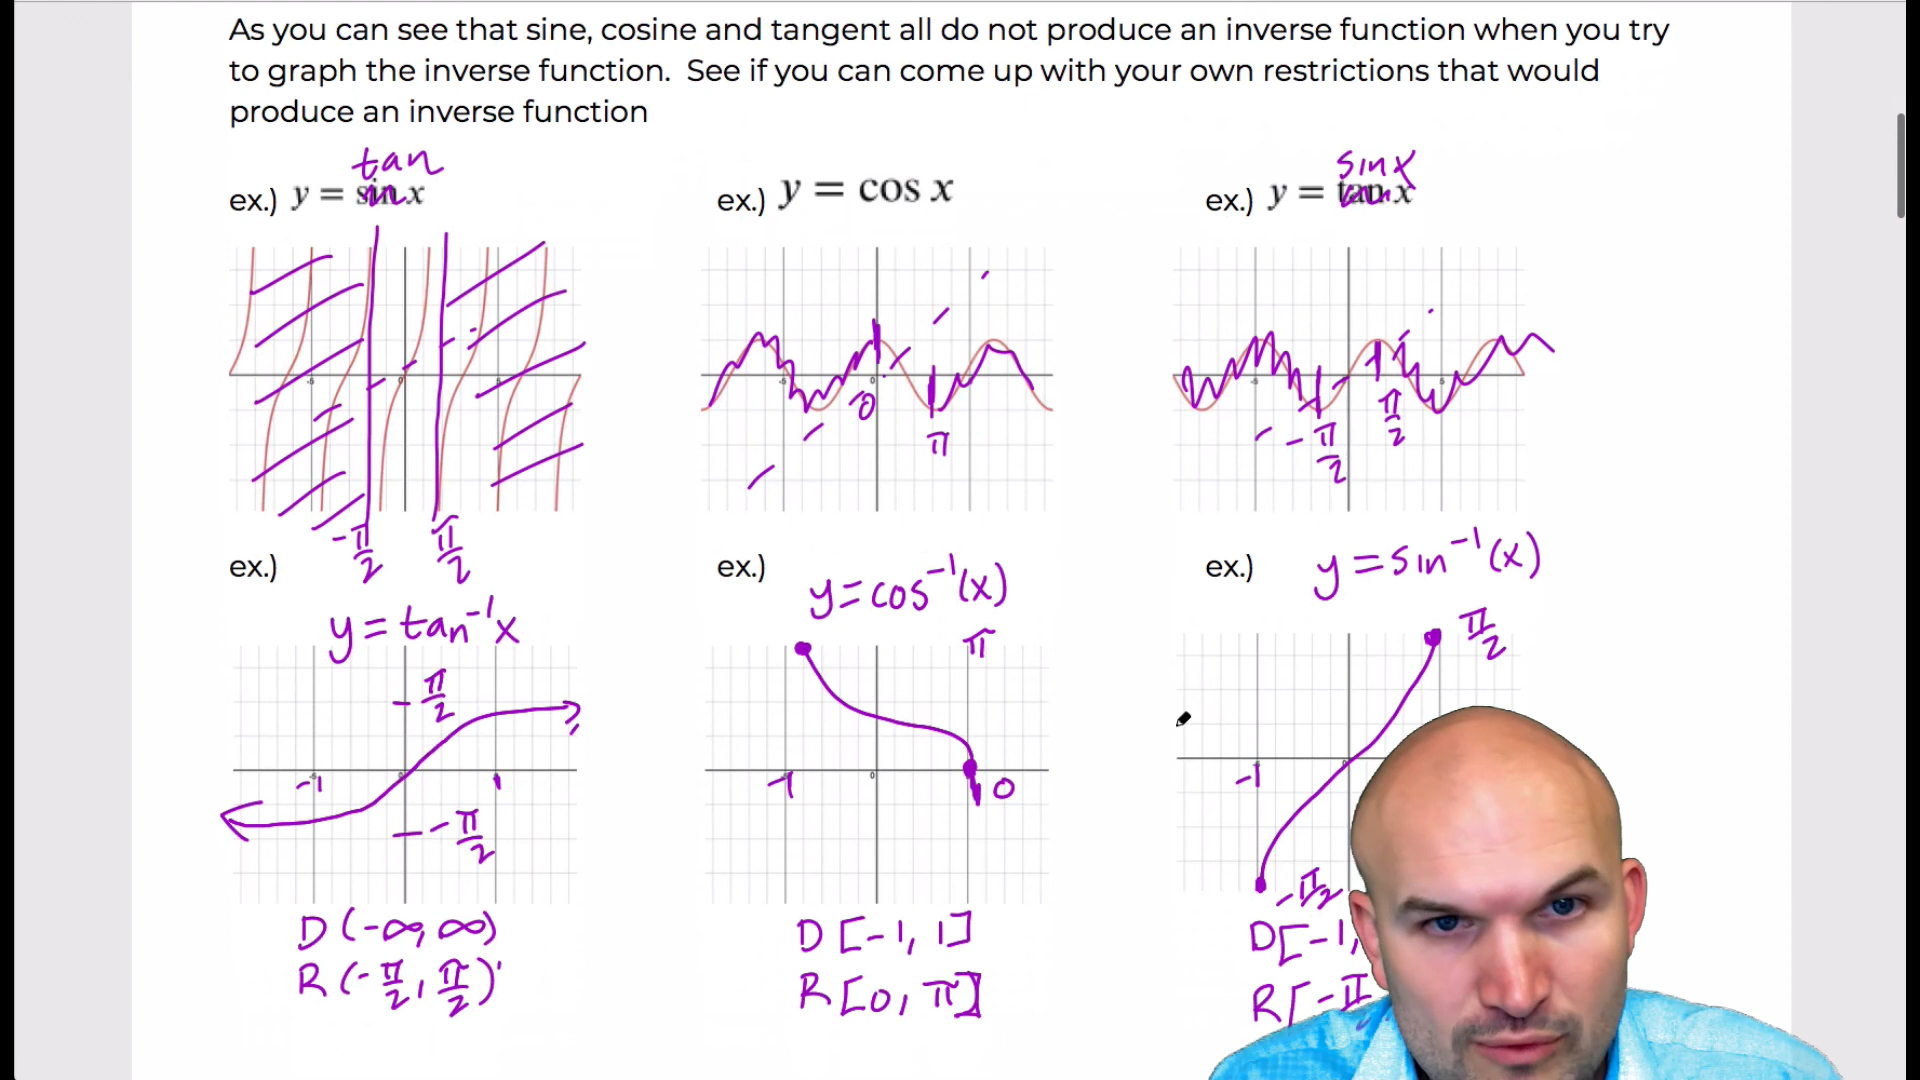 As you can see that sine, cosine and tangent all do not produce an inverse function when you try
to graph the inverse function. See if you can come up with your own restrictions that would
produce an inverse function
tan
ex.) y = sin x
ex.) y = cos x
sin x
ex.) y = tan x
-π/2
π/2
0
π
-π/2
π/2
ex.)
y = tan⁻¹x
ex.)
y = cos⁻¹(x)
ex.)
y = sin⁻¹(x)
π/2
-1
1
-π/2
π
-1
0
0
π/2
-1
-π/2
D (-∞, ∞)
R (-π/2, π/2)
D [-1, 1]
R [0, π]
D [-1,
R [-π